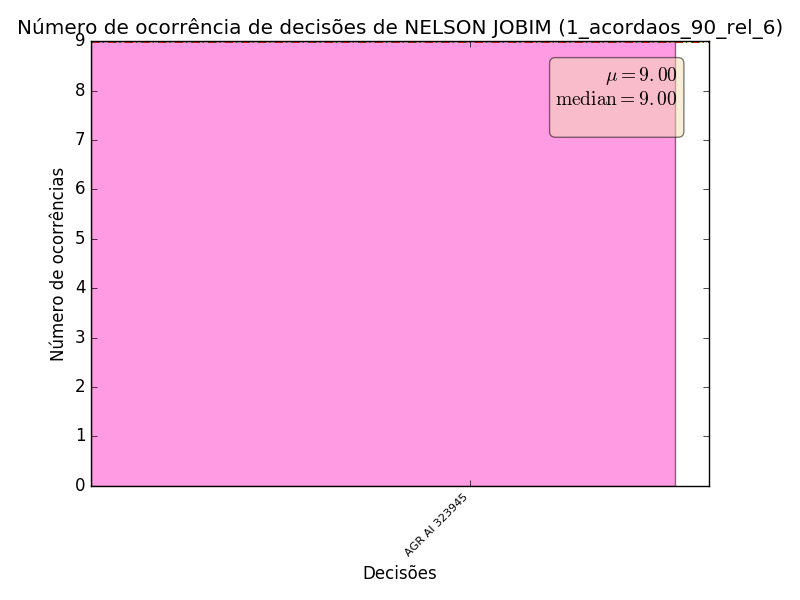 Número de ocorrência de decisões de NELSON JOBIM (1_acordaos_90_rel_6)
9
8
7
6
5
4
3
2
1
0
Número de ocorrências
μ = 9.00
median = 9.00
AGR AI 323945
Decisões